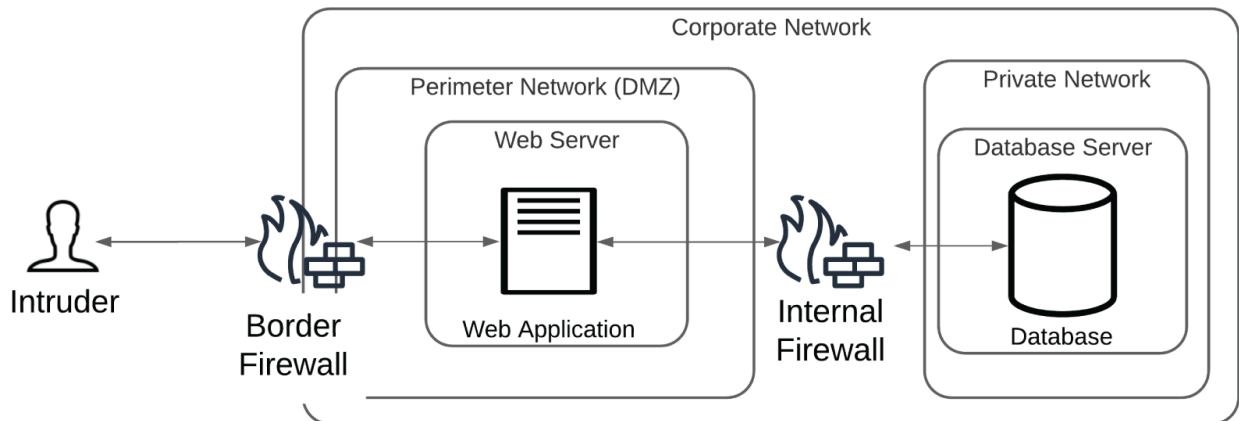 Corporate Network
Perimeter Network (DMZ)
Private Network
Web Server
Database Server
Intruder
Border
Firewall
Web Application
Internal
Firewall
Database